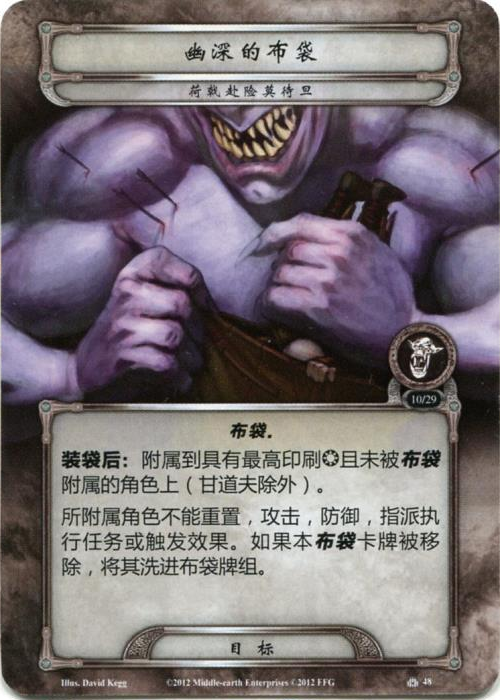 幽深的布袋
荷戟赴险莫待旦
10/29
布袋.
装袋后：附属到具有最高印刷且未被布袋
附属的角色上（甘道夫除外）。
所附属角色不能重置，攻击，防御，指派执
行任务或触发效果。如果本布袋卡牌被移
除，将其洗进布袋牌组。
目标
Illus. David Kegg ©2012 Middle-earth Enterprises ©2012 FFG 48